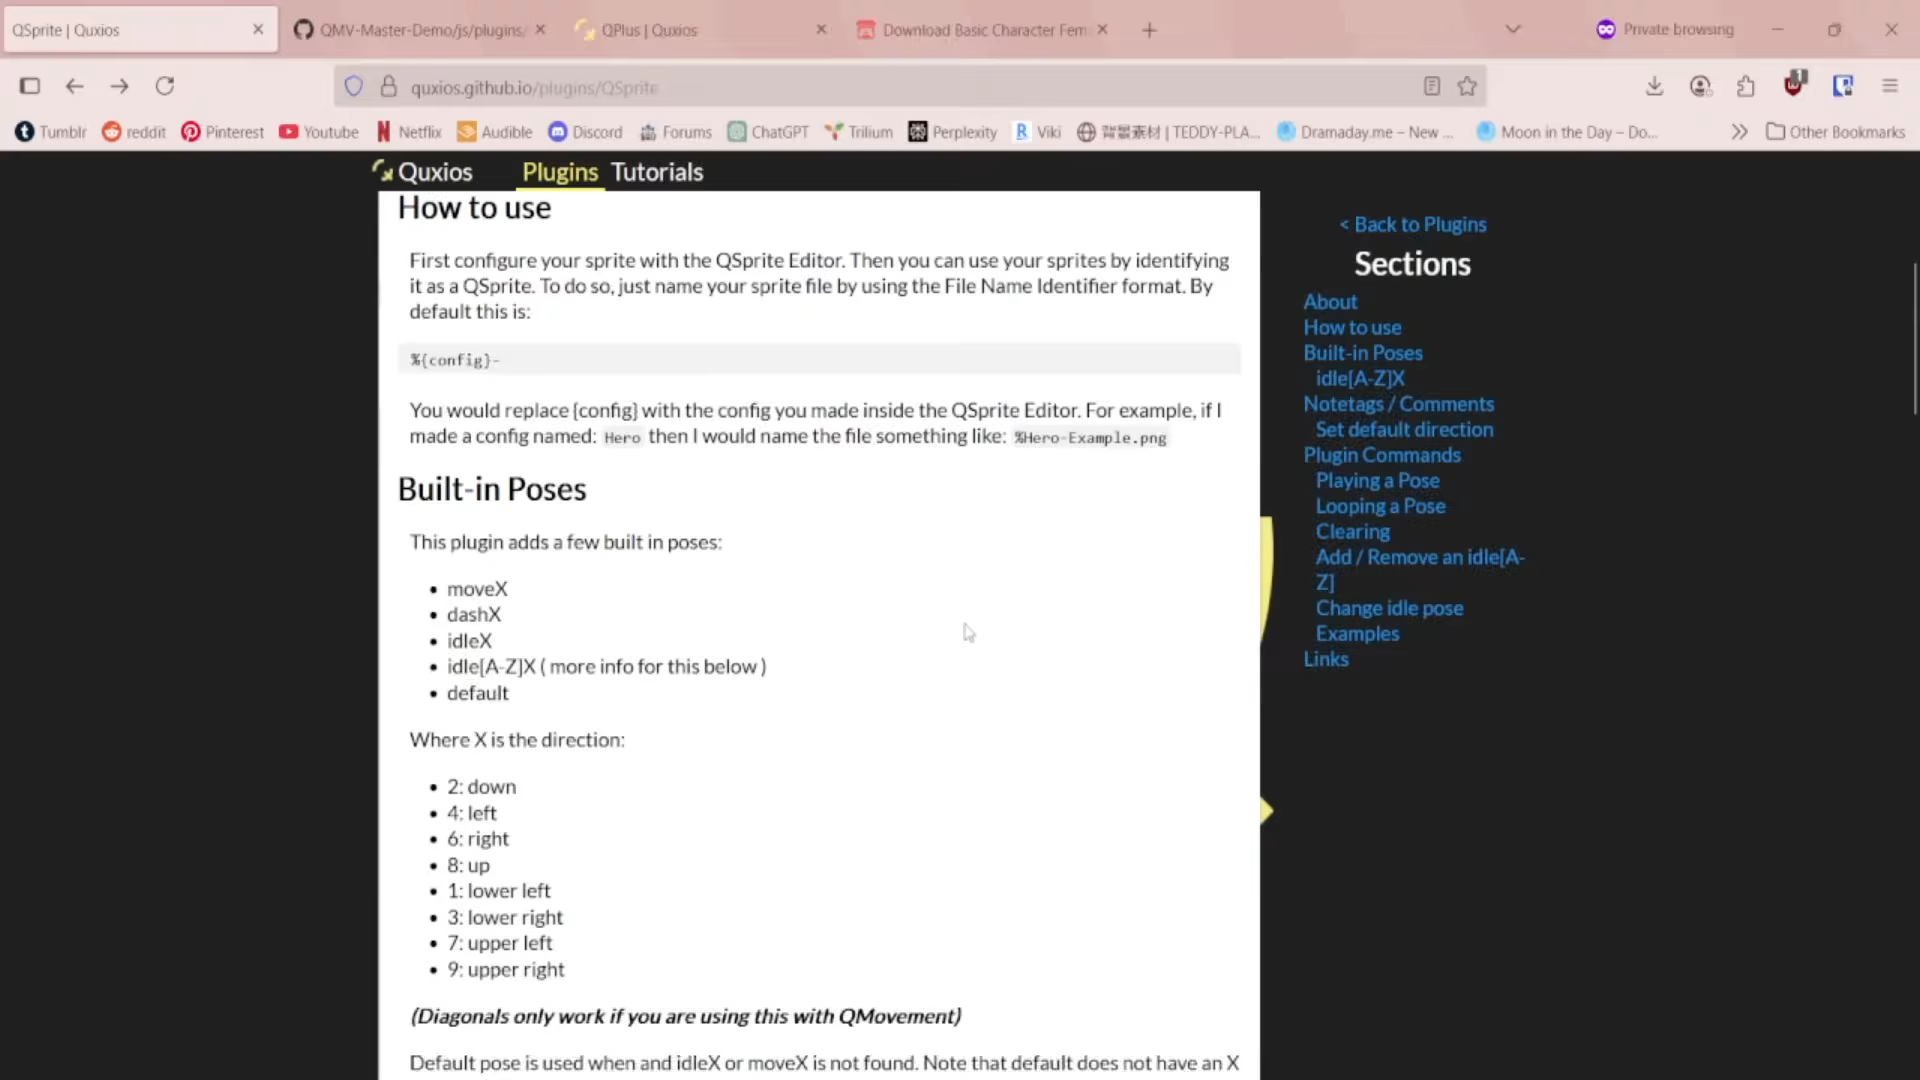 QSprite | Quxios
QMV-Master-Demo/js/plugins/
QPlus | Quxios
Download Basic Character Fem
Private browsing
quxios.github.io/plugins/QSprite
1
Tumblr
reddit
Pinterest
Youtube
Netflix
Audible
Discord
Forums
ChatGPT
Trilium
Perplexity
Viki
背景素材 | TEDDY-PLA...
Dramaday.me – New ...
Moon in the Day – Do...
Other Bookmarks
Quxios
Plugins
Tutorials
How to use
First configure your sprite with the QSprite Editor. Then you can use your sprites by identifying
it as a QSprite. To do so, just name your sprite file by using the File Name Identifier format. By
default this is:
%{config}-
You would replace {config} with the config you made inside the QSprite Editor. For example, if I
made a config named: Hero then I would name the file something like: %Hero-Example.png
Built-in Poses
This plugin adds a few built in poses:
• moveX
• dashX
• idleX
• idle[A-Z]X ( more info for this below )
• default
Where X is the direction:
• 2: down
• 4: left
• 6: right
• 8: up
• 1: lower left
• 3: lower right
• 7: upper left
• 9: upper right
(Diagonals only work if you are using this with QMovement)
Default pose is used when and idleX or moveX is not found. Note that default does not have an X
< Back to Plugins
Sections
About
How to use
Built-in Poses
idle[A-Z]X
Notetags / Comments
Set default direction
Plugin Commands
Playing a Pose
Looping a Pose
Clearing
Add / Remove an idle[A-
Z]
Change idle pose
Examples
Links